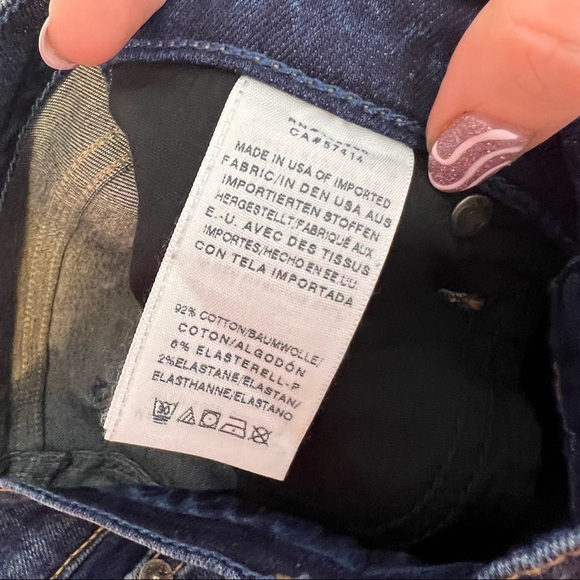 CA#57414
MADE IN USA OF IMPORTED
FABRIC/IN DEN USA AUS
IMPORTIERTEN STOFFEN
HERGESTELLT/FABRIQUÉ AUX
E.-U. AVEC DES TISSUS
IMPORTES/HECHO EN EE.UU
CON TELA IMPORTADA
92% COTTON/BAUMWOLLE/
COTON/ALGODÓN
6% ELASTERELL-P
2%ELASTANE/ELASTAN/
ELASTHANNE/ELASTANO
30